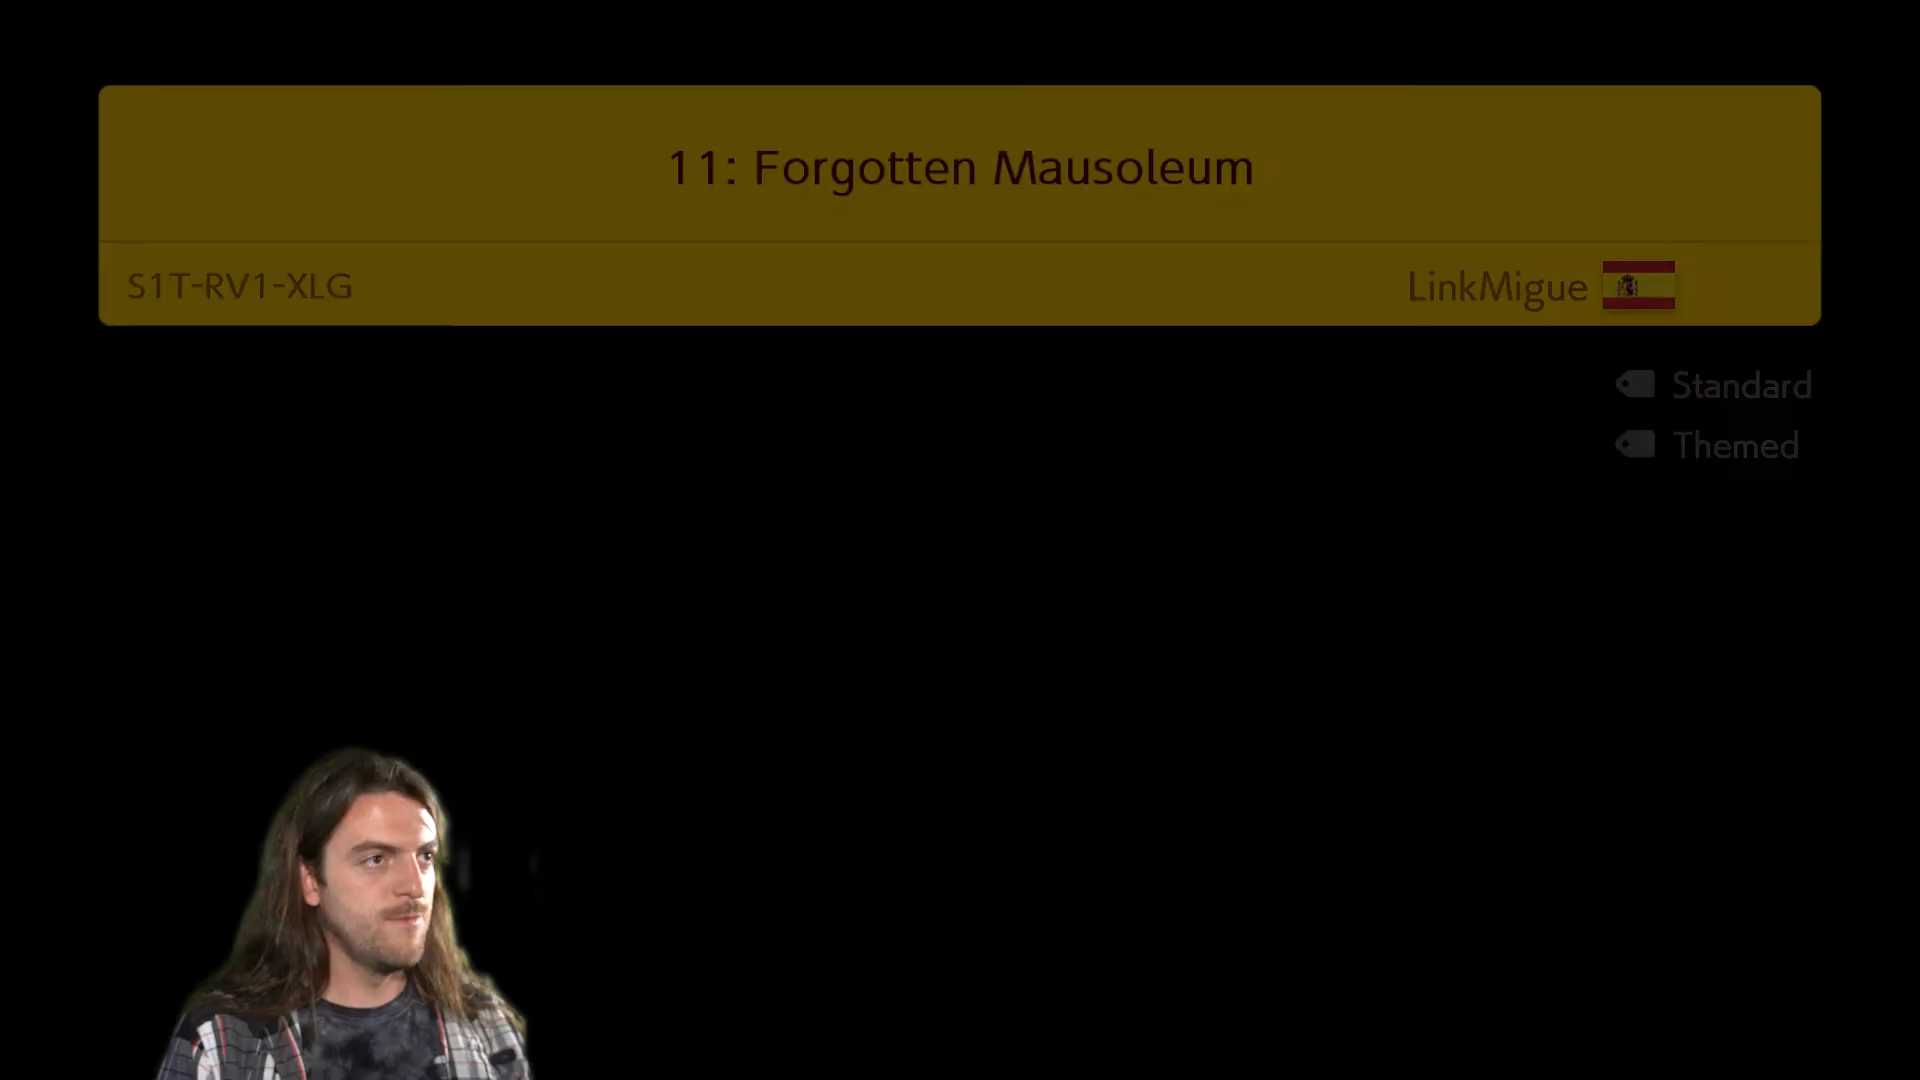 11: Forgotten Mausoleum
S1T-RV1-XLG
LinkMigue
Standard
Themed